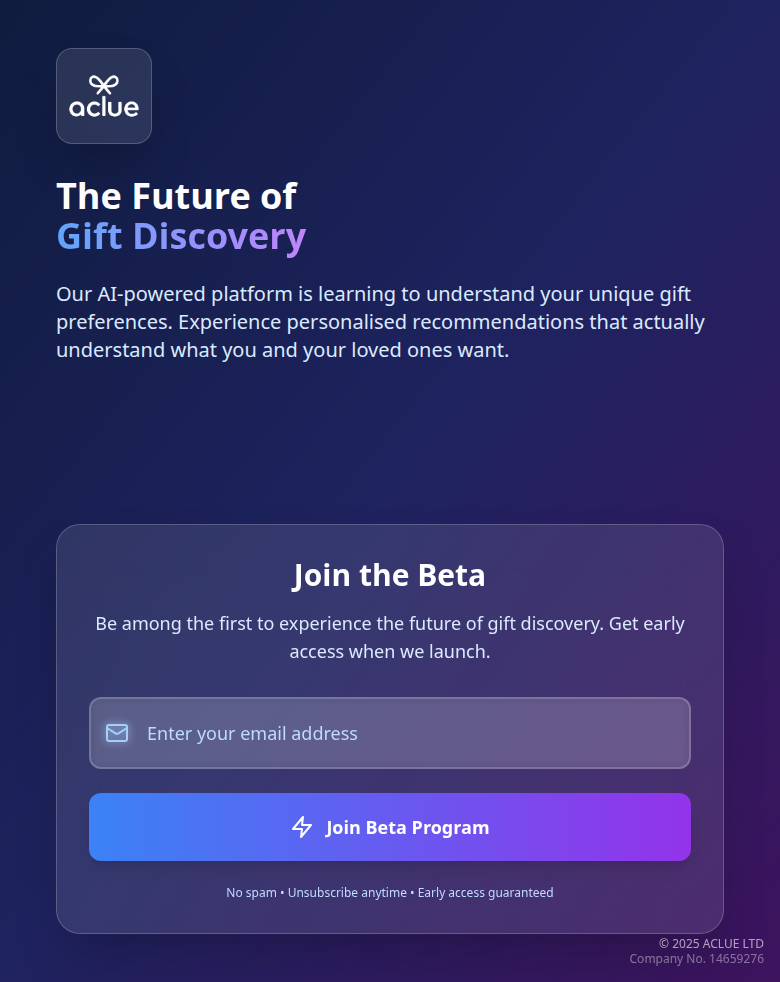 aclue
The Future of
Gift Discovery
Our AI-powered platform is learning to understand your unique gift
preferences. Experience personalised recommendations that actually
understand what you and your loved ones want.
Join the Beta
Be among the first to experience the future of gift discovery. Get early
access when we launch.
Enter your email address
Join Beta Program
No spam • Unsubscribe anytime • Early access guaranteed
© 2025 ACLUE LTD
Company No. 14659276